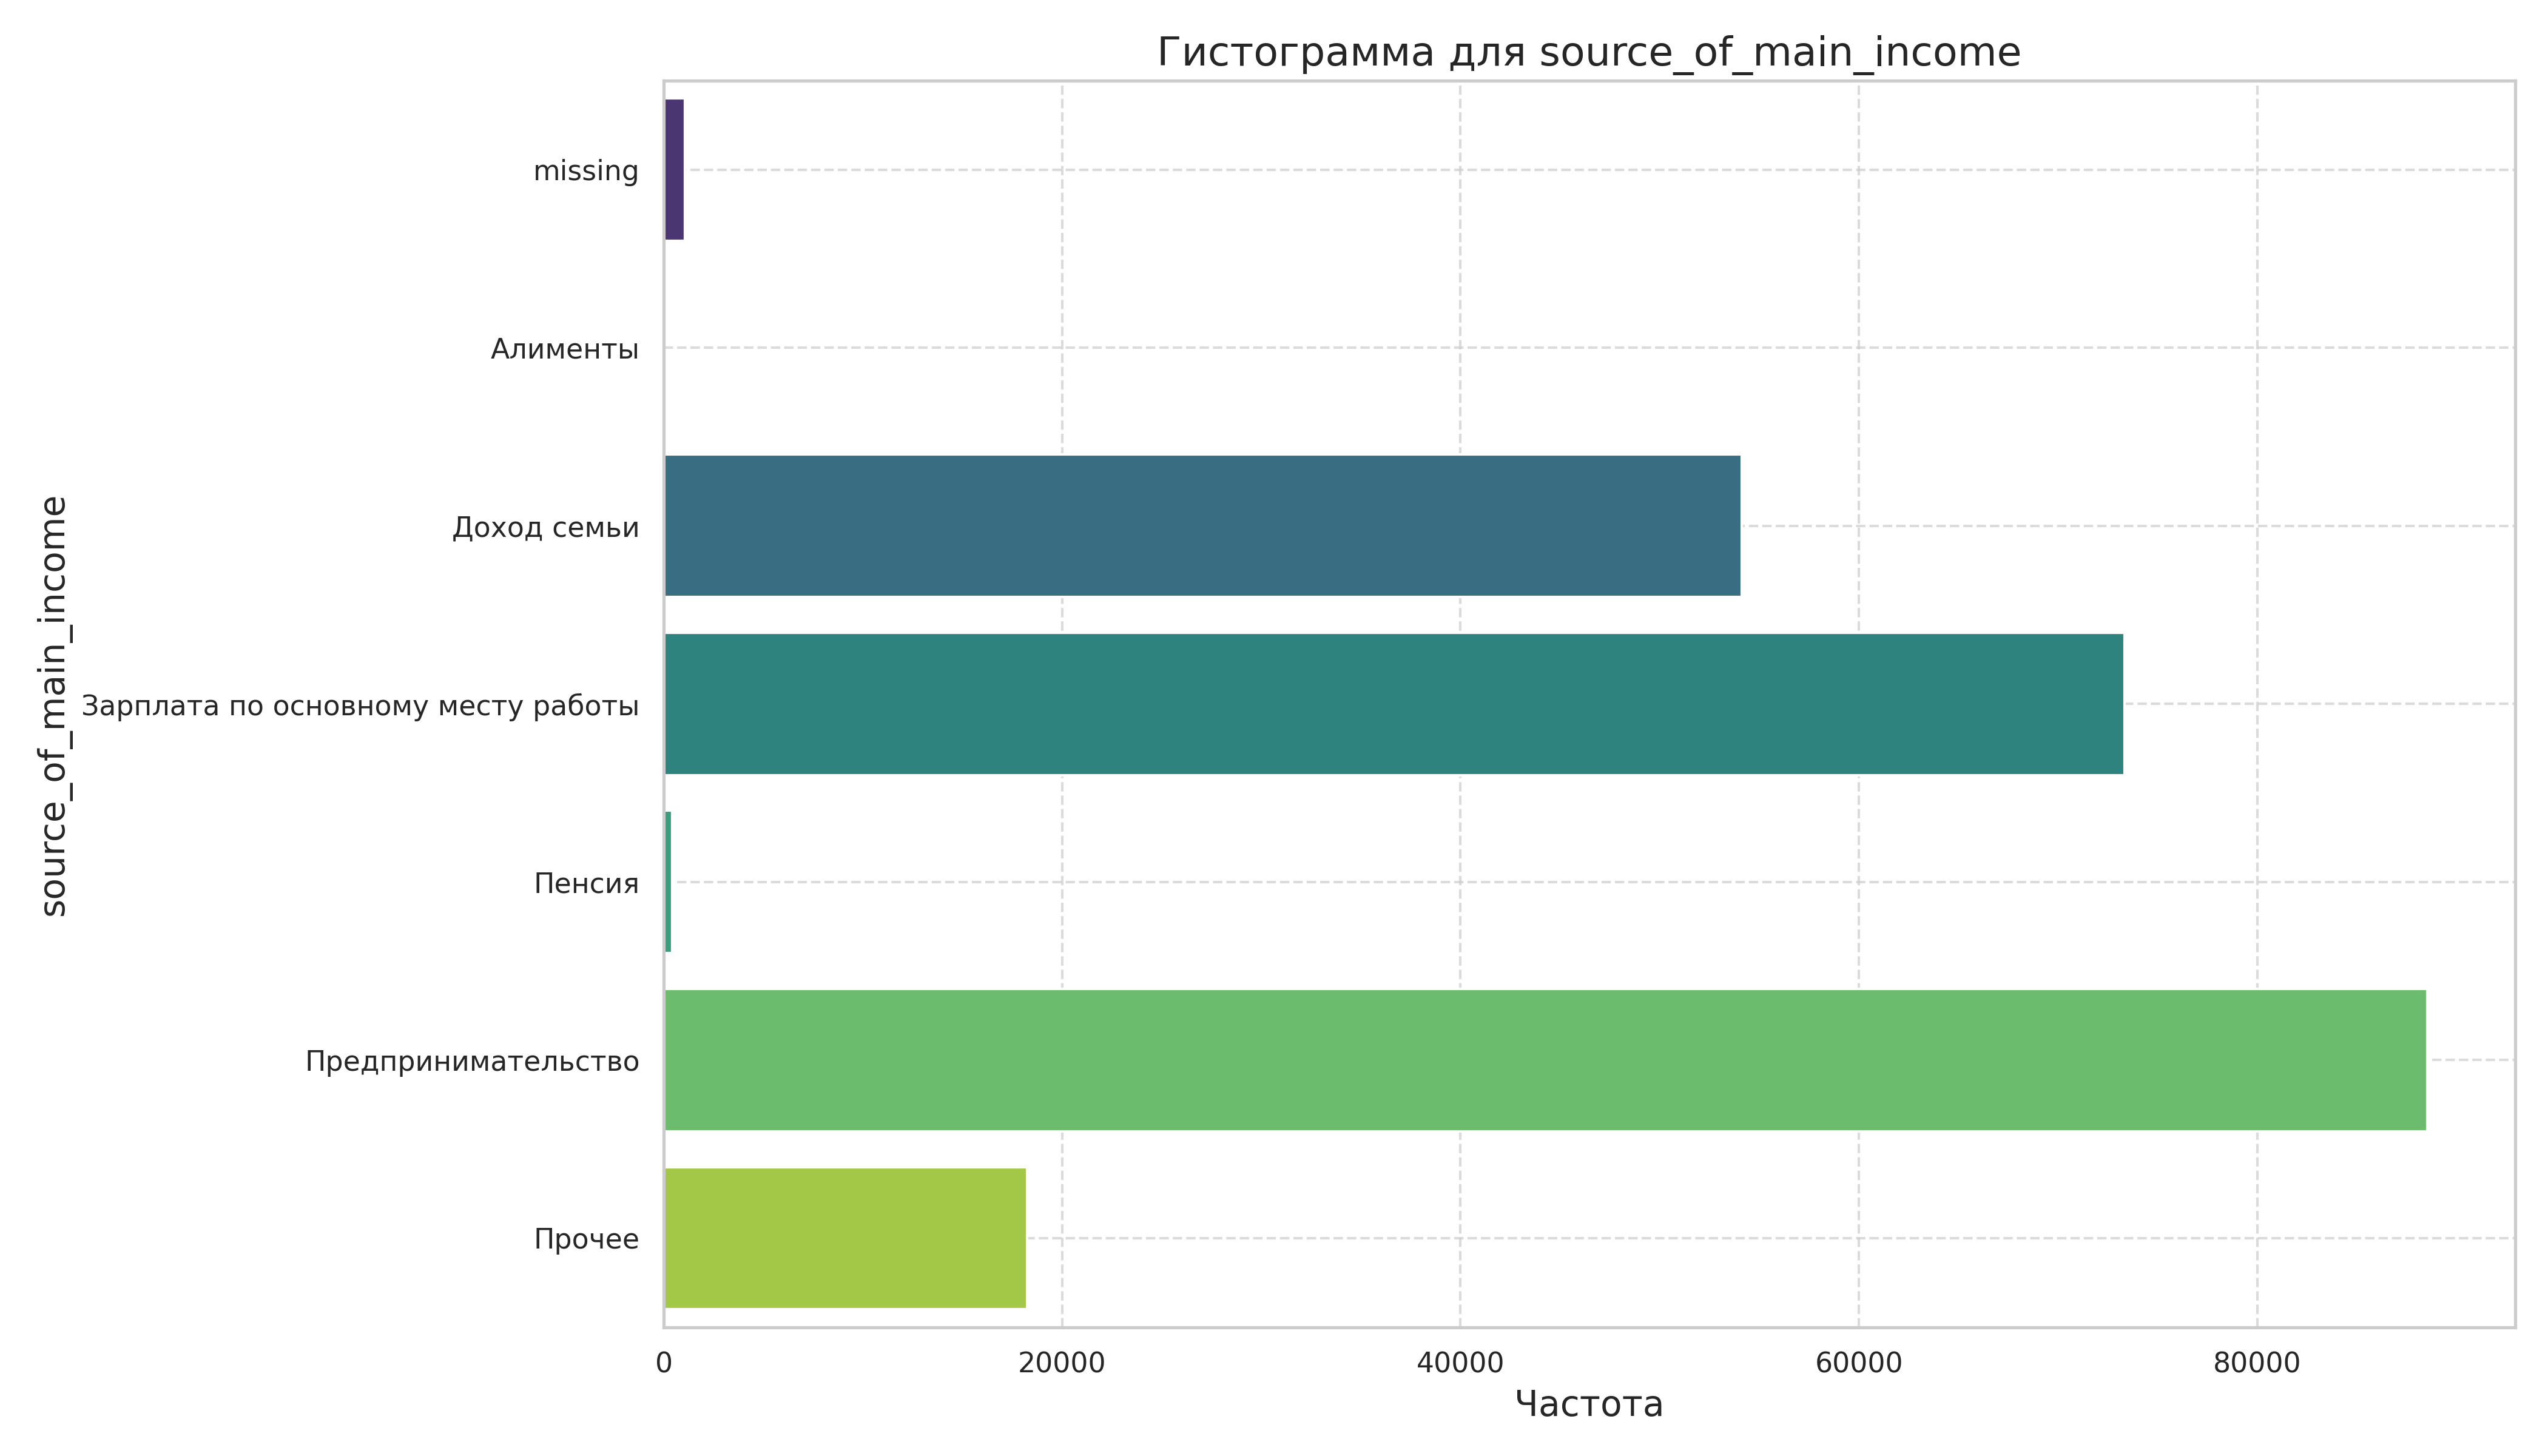 Гистограмма для source_of_main_income
source_of_main_income
missing
Алименты
Доход семьи
Зарплата по основному месту работы
Пенсия
Предпринимательство
Прочее
0 20000 40000 60000 80000
Частота